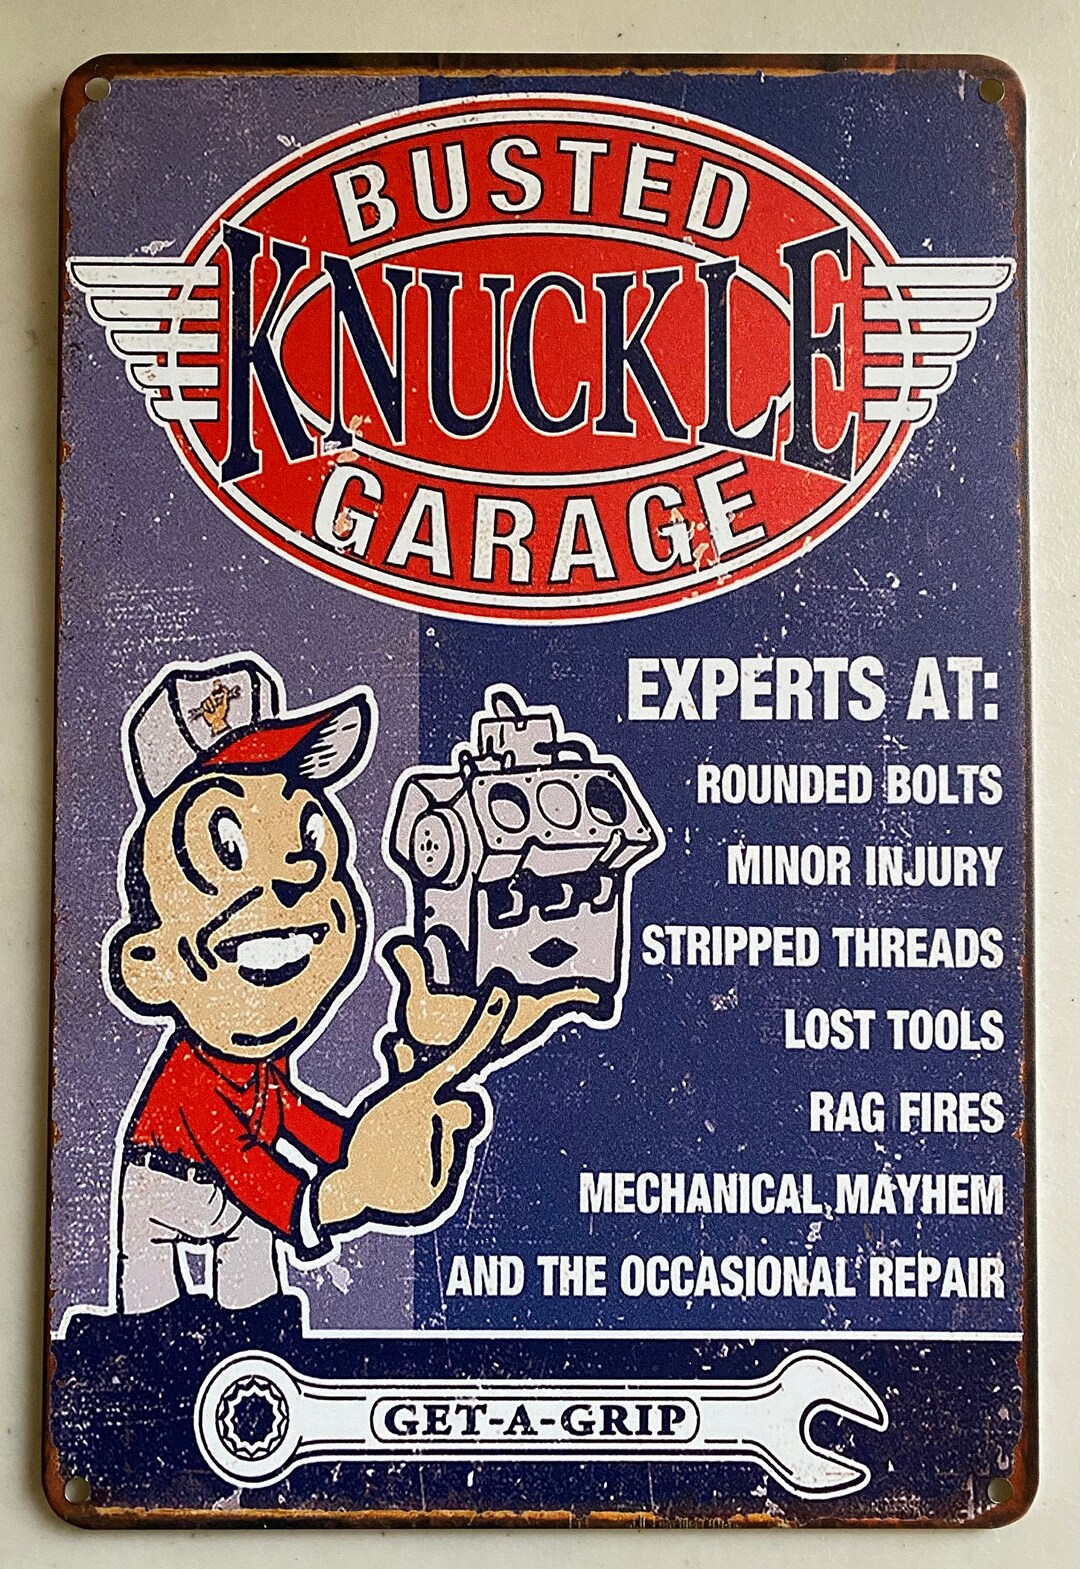 BUSTED
KNUCKLE
GARAGE
EXPERTS AT:
ROUNDED BOLTS
MINOR INJURY
STRIPPED THREADS
LOST TOOLS
RAG FIRES
MECHANICAL MAYHEM
AND THE OCCASIONAL REPAIR
GET-A-GRIP